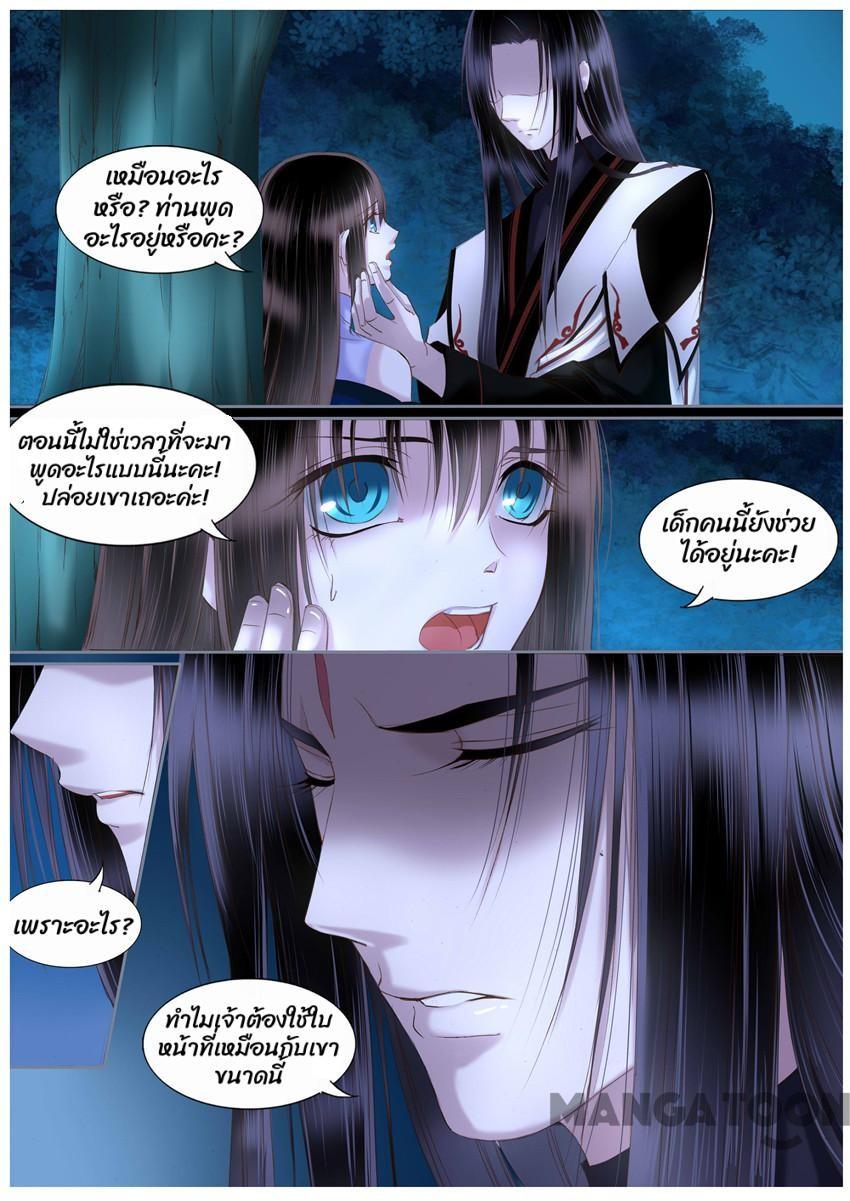 เหมือนอะไร
หรือ? ท่านพูด
อะไรอยู่หรือคะ?
ตอนนี้ไม่ใช่เวลาที่จะมา
พูดอะไรแบบนี้นะคะ!
ปล่อยเขาเถอะค่ะ!
เด็กคนนี้ยังช่วย
ได้อยู่นะคะ!
เพราะอะไร?
ทำไมเจ้าต้องใช้ใบ
หน้าที่เหมือนกับเขา
ขนาดนี้
MANGATOON